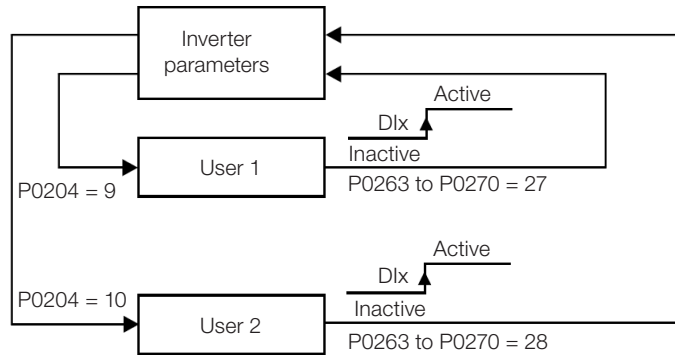 Inverter
parameters
Active
DIx
Inactive
User 1
P0204 = 9
P0263 to P0270 = 27
Active
DIx
P0204 = 10
Inactive
User 2
P0263 to P0270 = 28